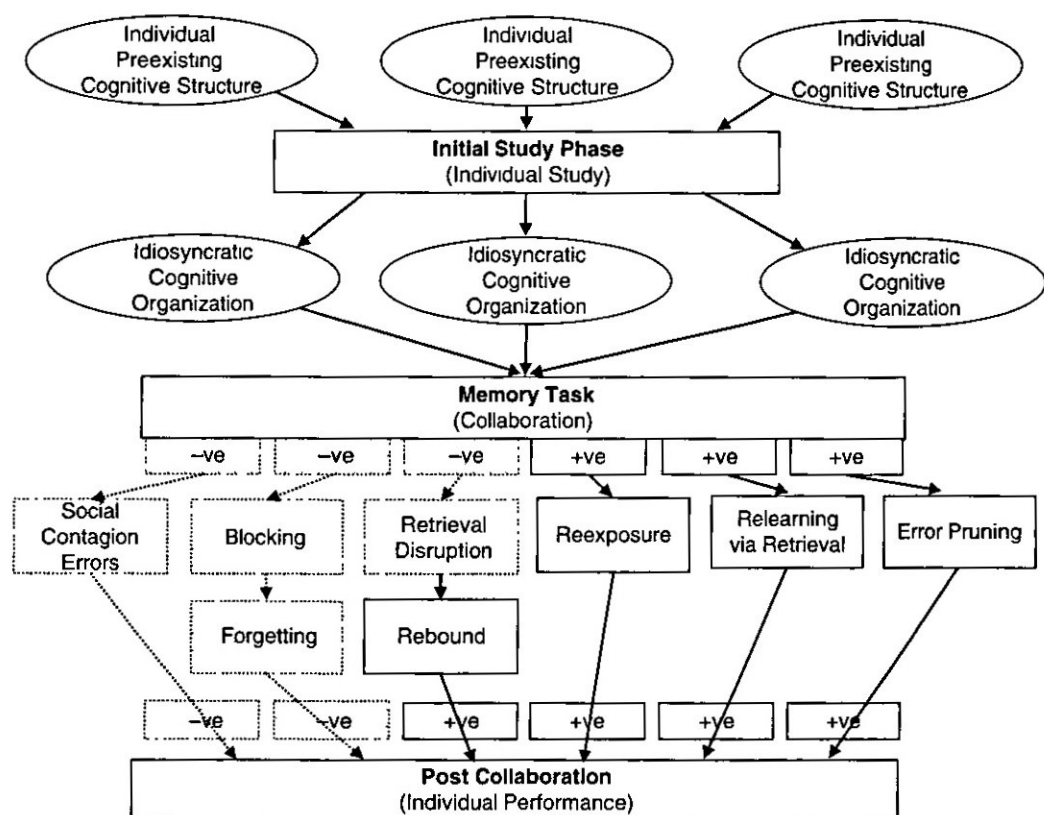 Individual
Preexisting
Cognitive Structure
Individual
Preexisting
Cognitive Structure
Individual
Preexisting
Cognitive Structure
Initial Study Phase
(Individual Study)
Idiosyncratic
Cognitive
Organization
Idiosyncratic
Cognitive
Organization
Idiosyncratic
Cognitive
Organization
Memory Task
(Collaboration)
–ve
–ve
–ve
+ve
+ve
+ve
Social
Contagion
Errors
Blocking
Retrieval
Disruption
Reexposure
Relearning
via Retrieval
Error Pruning
Forgetting
Rebound
–ve
–ve
+ve
+ve
+ve
+ve
Post Collaboration
(Individual Performance)